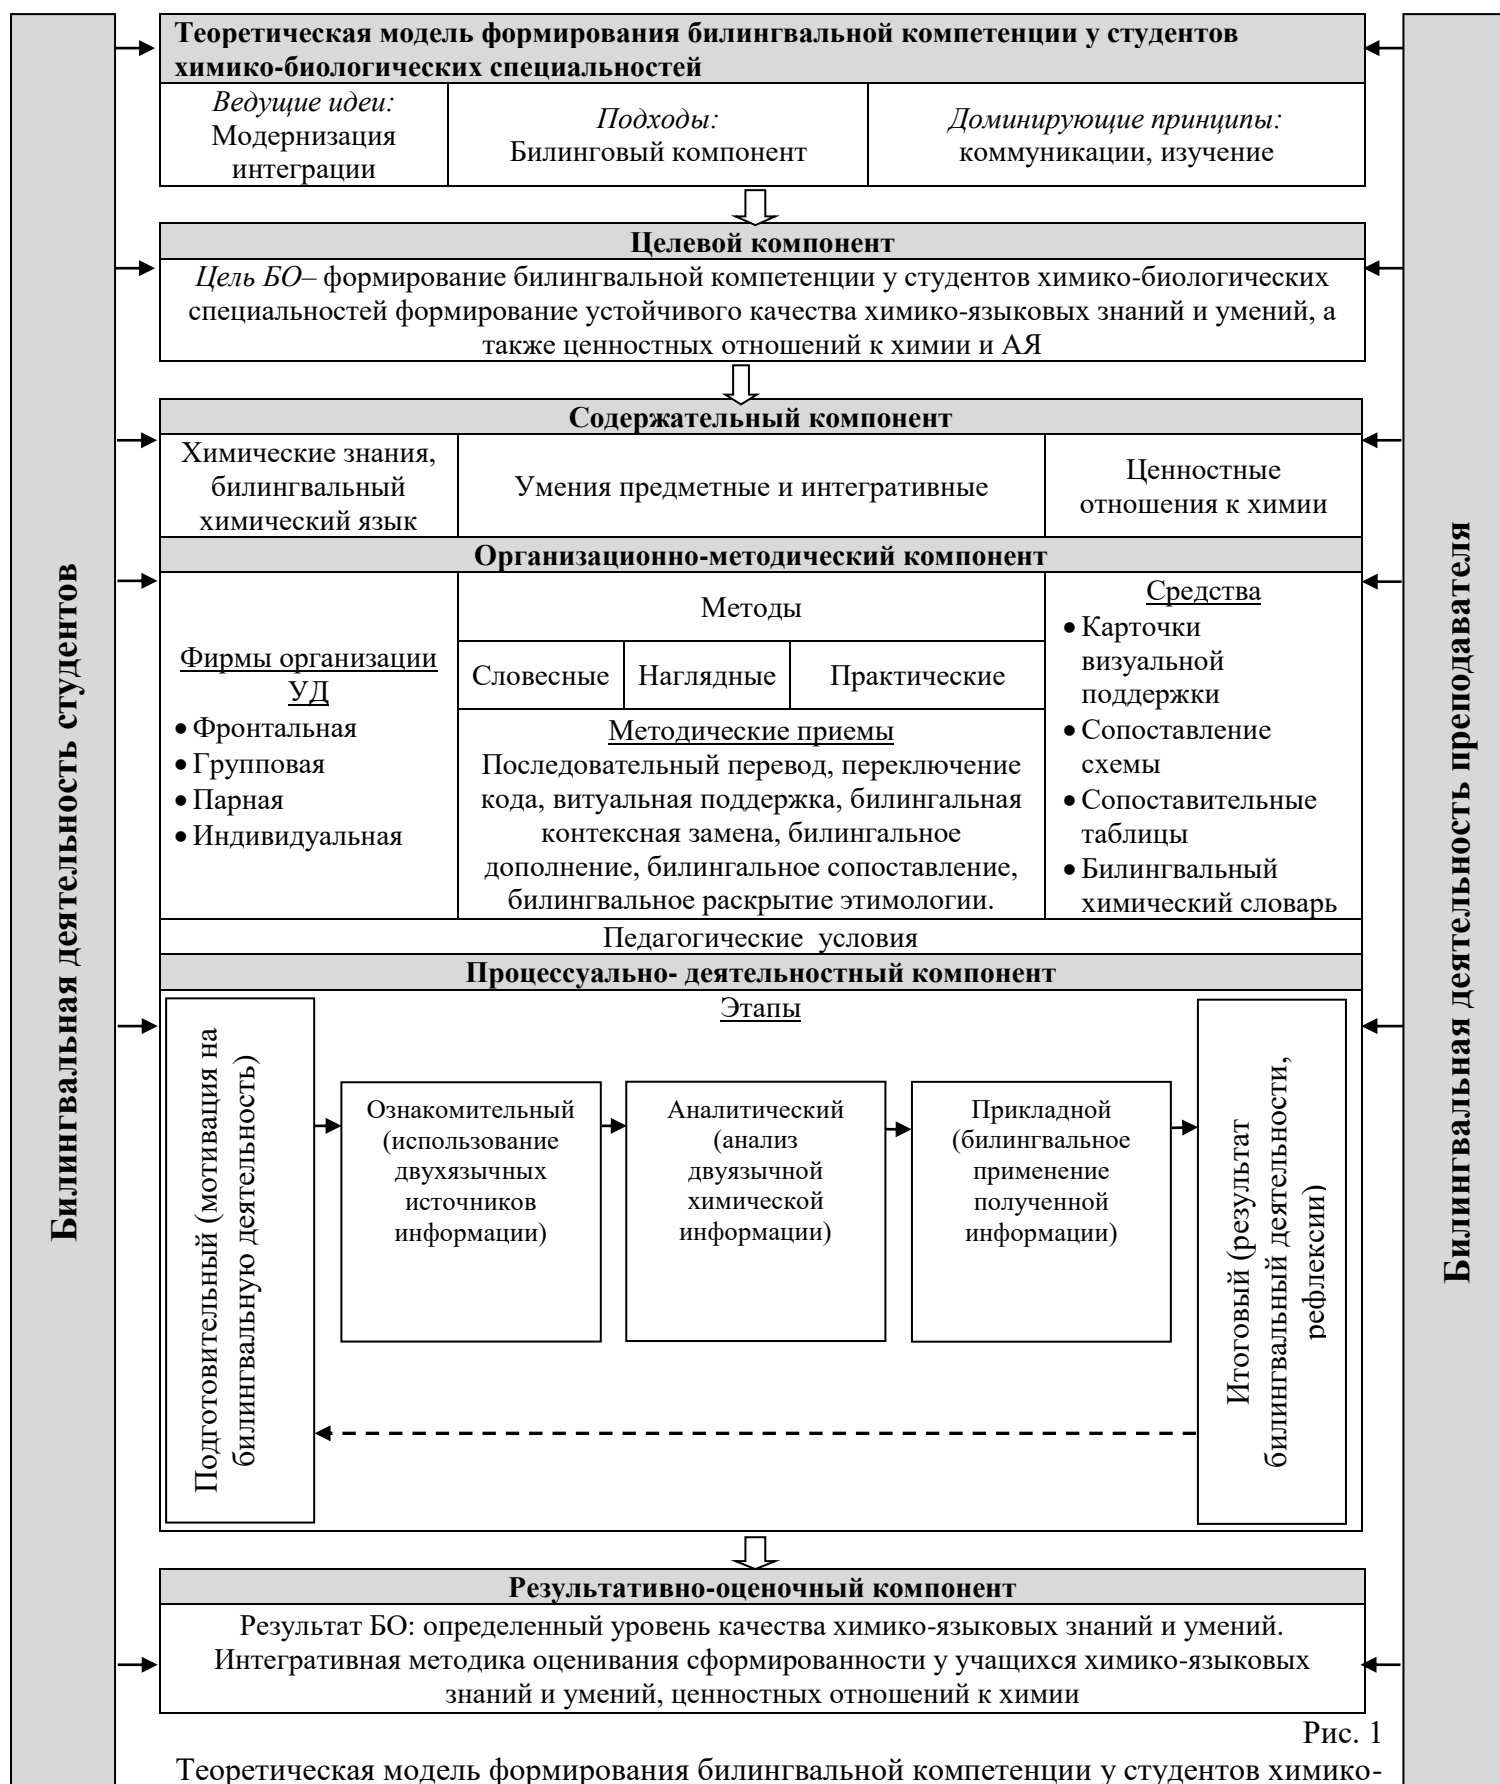 Теоретическая модель формирования билингвальной компетенции у студентов
химико-биологических специальностей
Ведущие идеи:
Модернизация
интеграции
Подходы:
Билинговый компонент
Доминирующие принципы:
коммуникации, изучение
Целевой компонент
Цель БО– формирование билингвальной компетенции у студентов химико-биологических
специальностей формирование устойчивого качества химико-языковых знаний и умений, а
также ценностных отношений к химии и АЯ
Содержательный компонент
Химические знания,
билингвальный
химический язык
Умения предметные и интегративные
Ценностные
отношения к химии
Организационно-методический компонент
Фирмы организации
УД
• Фронтальная
• Групповая
• Парная
• Индивидуальная
Методы
Словесные
Наглядные
Практические
Методические приемы
Последовательный перевод, переключение
кода, витуальная поддержка, билингальная
контексная замена, билингальное
дополнение, билингальное сопоставление,
билингвальное раскрытие этимологии.
Средства
• Карточки
визуальной
поддержки
• Сопоставление
схемы
• Сопоставительные
таблицы
• Билингвальный
химический словарь
Педагогические условия
Процессуально- деятельностный компонент
Этапы
Подготовительный (мотивация на
билингвальную деятельность)
Ознакомительный
(использование
двухязычных
источников
информации)
Аналитический
(анализ
двуязычной
химической
информации)
Прикладной
(билингвальное
применение
полученной
информации)
Итоговый (результат
билингвальный деятельности,
рефлексии)
Результативно-оценочный компонент
Результат БО: определенный уровень качества химико-языковых знаний и умений.
Интегративная методика оценивания сформированности у учащихся химико-языковых
знаний и умений, ценностных отношений к химии
Билингвальная деятельность студентов
Билингвальная деятельность преподавателя
Рис. 1
Теоретическая модель формирования билингвальной компетенции у студентов химико-